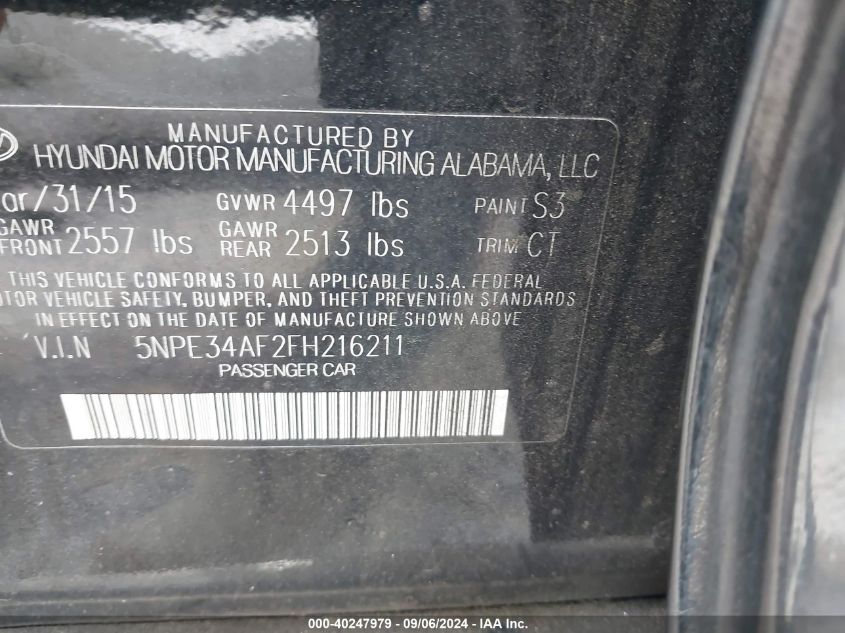 MANUFACTURED BY
HYUNDAI MOTOR MANUFACTURING ALABAMA, LLC
ar/31/15 GVWR 4497 lbs PAINT S3
GAWR FRONT 2557 lbs GAWR REAR 2513 lbs TRIM CT
THIS VEHICLE CONFORMS TO ALL APPLICABLE U.S.A. FEDERAL
OTOR VEHICLE SAFETY, BUMPER, AND THEFT PREVENTION STANDARDS
IN EFFECT ON THE DATE OF MANUFACTURE SHOWN ABOVE
V.I.N 5NPE34AF2FH216211
PASSENGER CAR
000-40247979 - 09/06/2024 - IAA Inc.